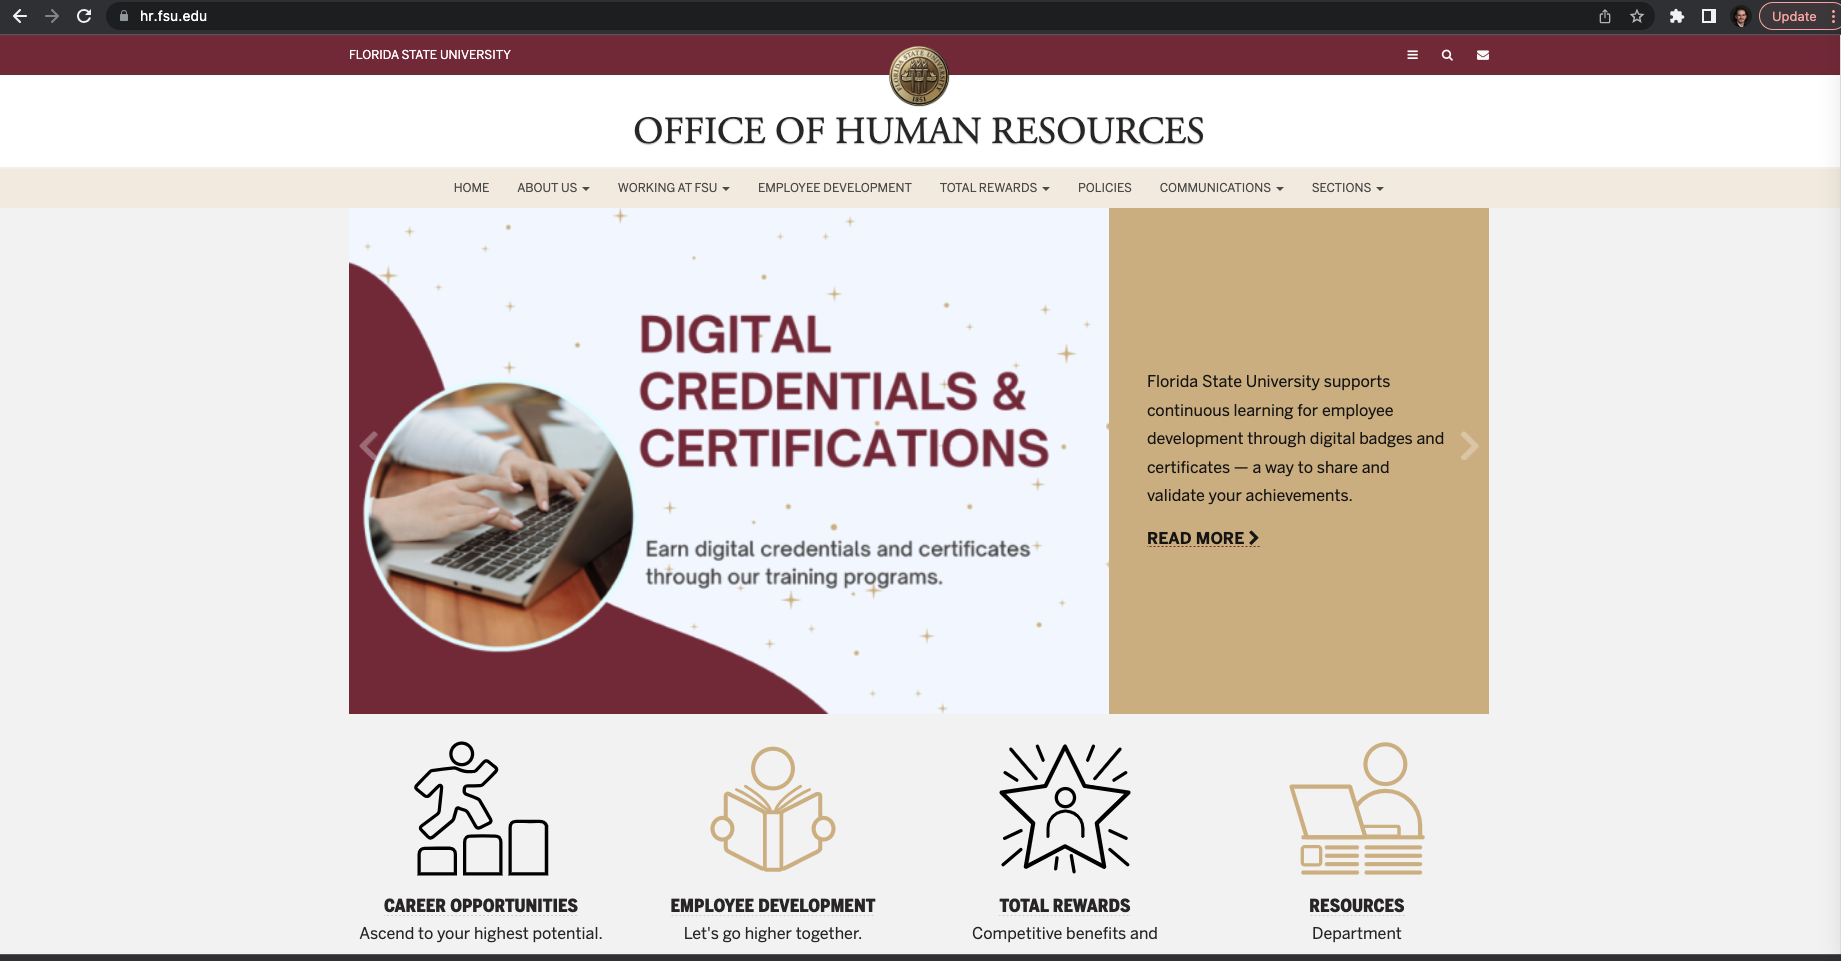 hr.fsu.edu
Update
FLORIDA STATE UNIVERSITY
FLORIDA STATE UNIVERSITY
1851
OFFICE OF HUMAN RESOURCES
HOME ABOUT US WORKING AT FSU EMPLOYEE DEVELOPMENT TOTAL REWARDS POLICIES COMMUNICATIONS SECTIONS
DIGITAL
CREDENTIALS &
CERTIFICATIONS
Earn digital credentials and certificates
through our training programs.
Florida State University supports
continuous learning for employee
development through digital badges and
certificates — a way to share and
validate your achievements.
READ MORE
CAREER OPPORTUNITIES
Ascend to your highest potential.
EMPLOYEE DEVELOPMENT
Let's go higher together.
TOTAL REWARDS
Competitive benefits and
RESOURCES
Department